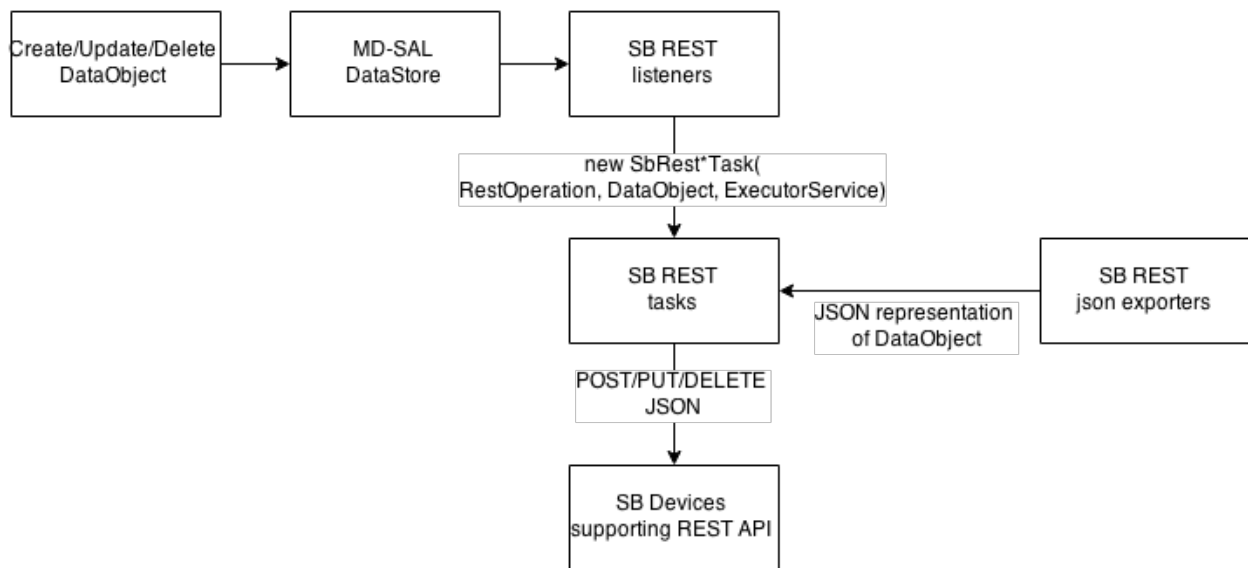 Create/Update/Delete
DataObject
MD-SAL
DataStore
SB REST
listeners
new SbRest*Task(
RestOperation, DataObject, ExecutorService)
SB REST
tasks
SB REST
json exporters
JSON representation
of DataObject
POST/PUT/DELETE
JSON
SB Devices
supporting REST API